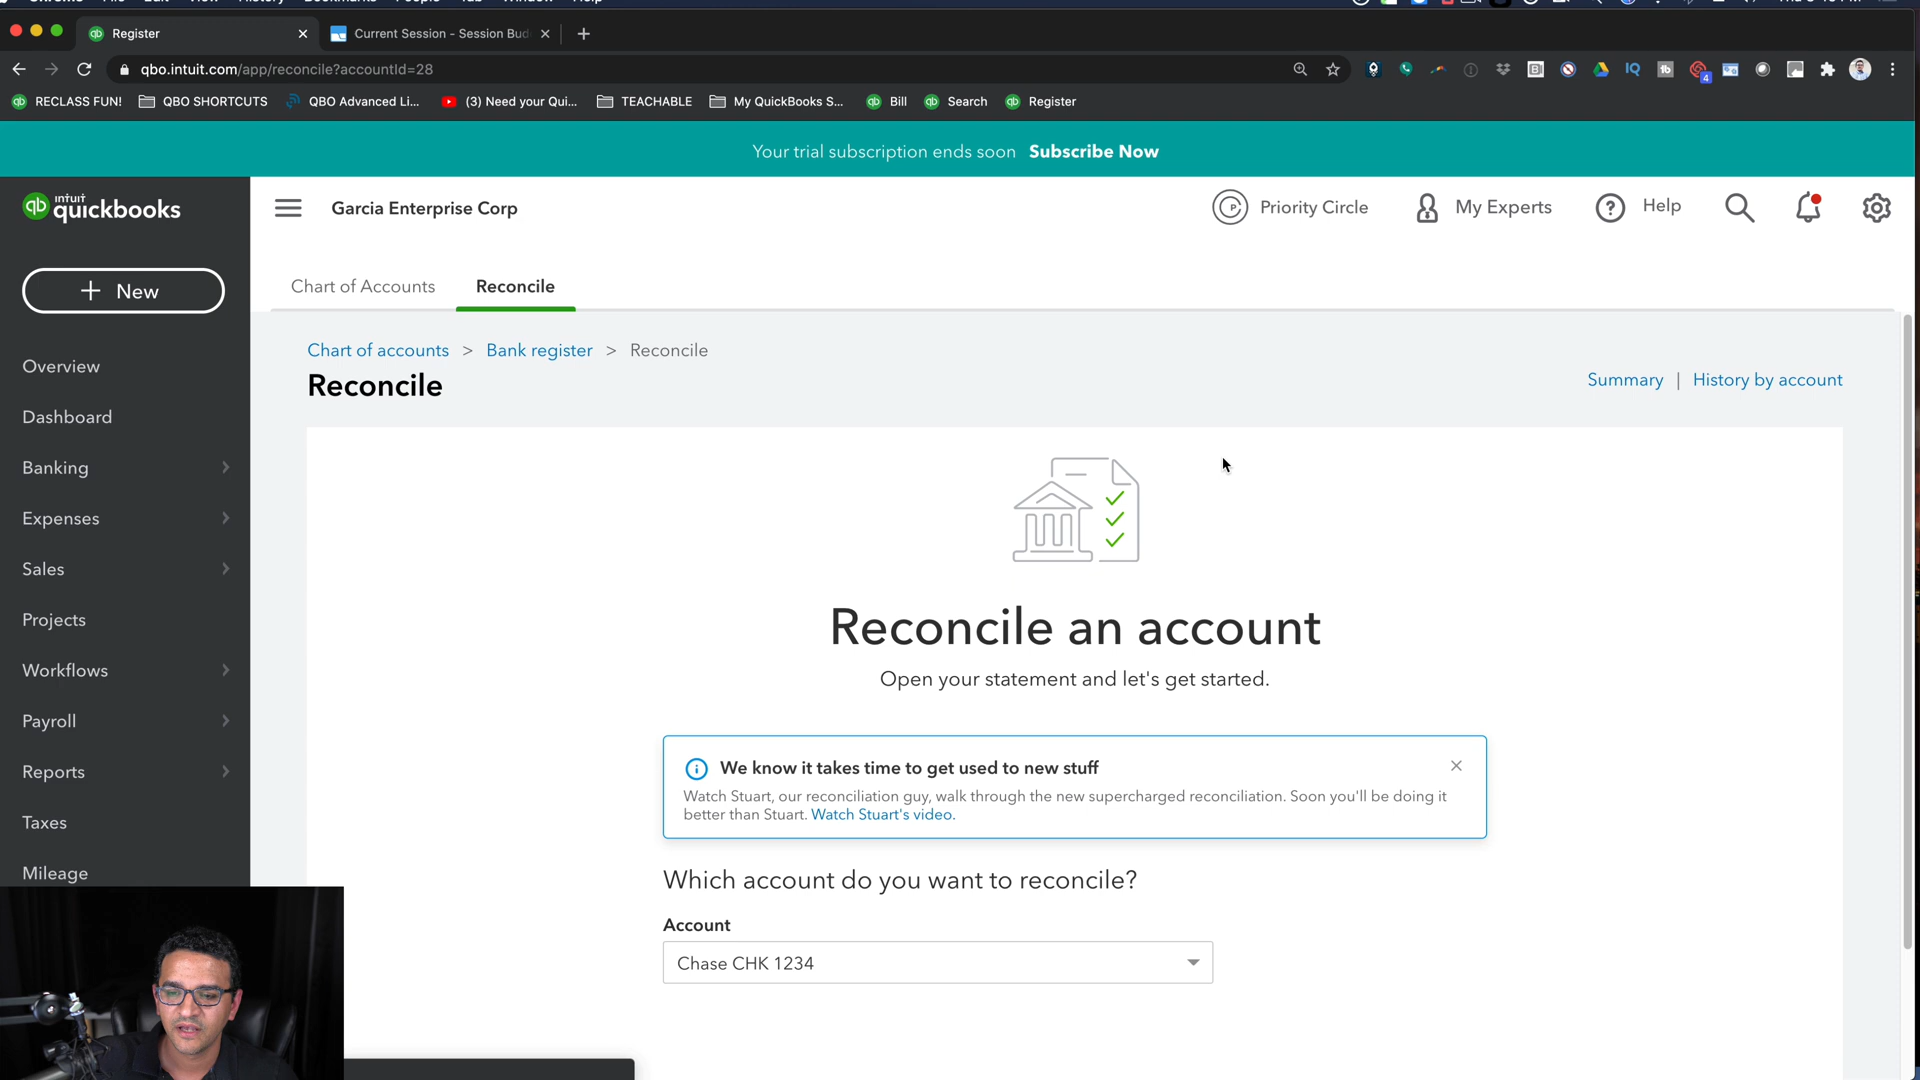 Register
Current Session - Session Bud
qbo.intuit.com/app/reconcile?accountId=28
4
RECLASS FUN!
QBO SHORTCUTS
QBO Advanced Li...
(3) Need your Qui...
TEACHABLE
My QuickBooks S...
Bill
Search
Register
Your trial subscription ends soon Subscribe Now
intuit
quickbooks
Garcia Enterprise Corp
Priority Circle
My Experts
Help
+ New
Chart of Accounts
Reconcile
Overview
Dashboard
Banking
Expenses
Sales
Projects
Workflows
Payroll
Reports
Taxes
Mileage
Chart of accounts > Bank register > Reconcile
Reconcile
Summary | History by account
Reconcile an account
Open your statement and let's get started.
We know it takes time to get used to new stuff
Watch Stuart, our reconciliation guy, walk through the new supercharged reconciliation. Soon you'll be doing it
better than Stuart. Watch Stuart's video.
Which account do you want to reconcile?
Account
Chase CHK 1234